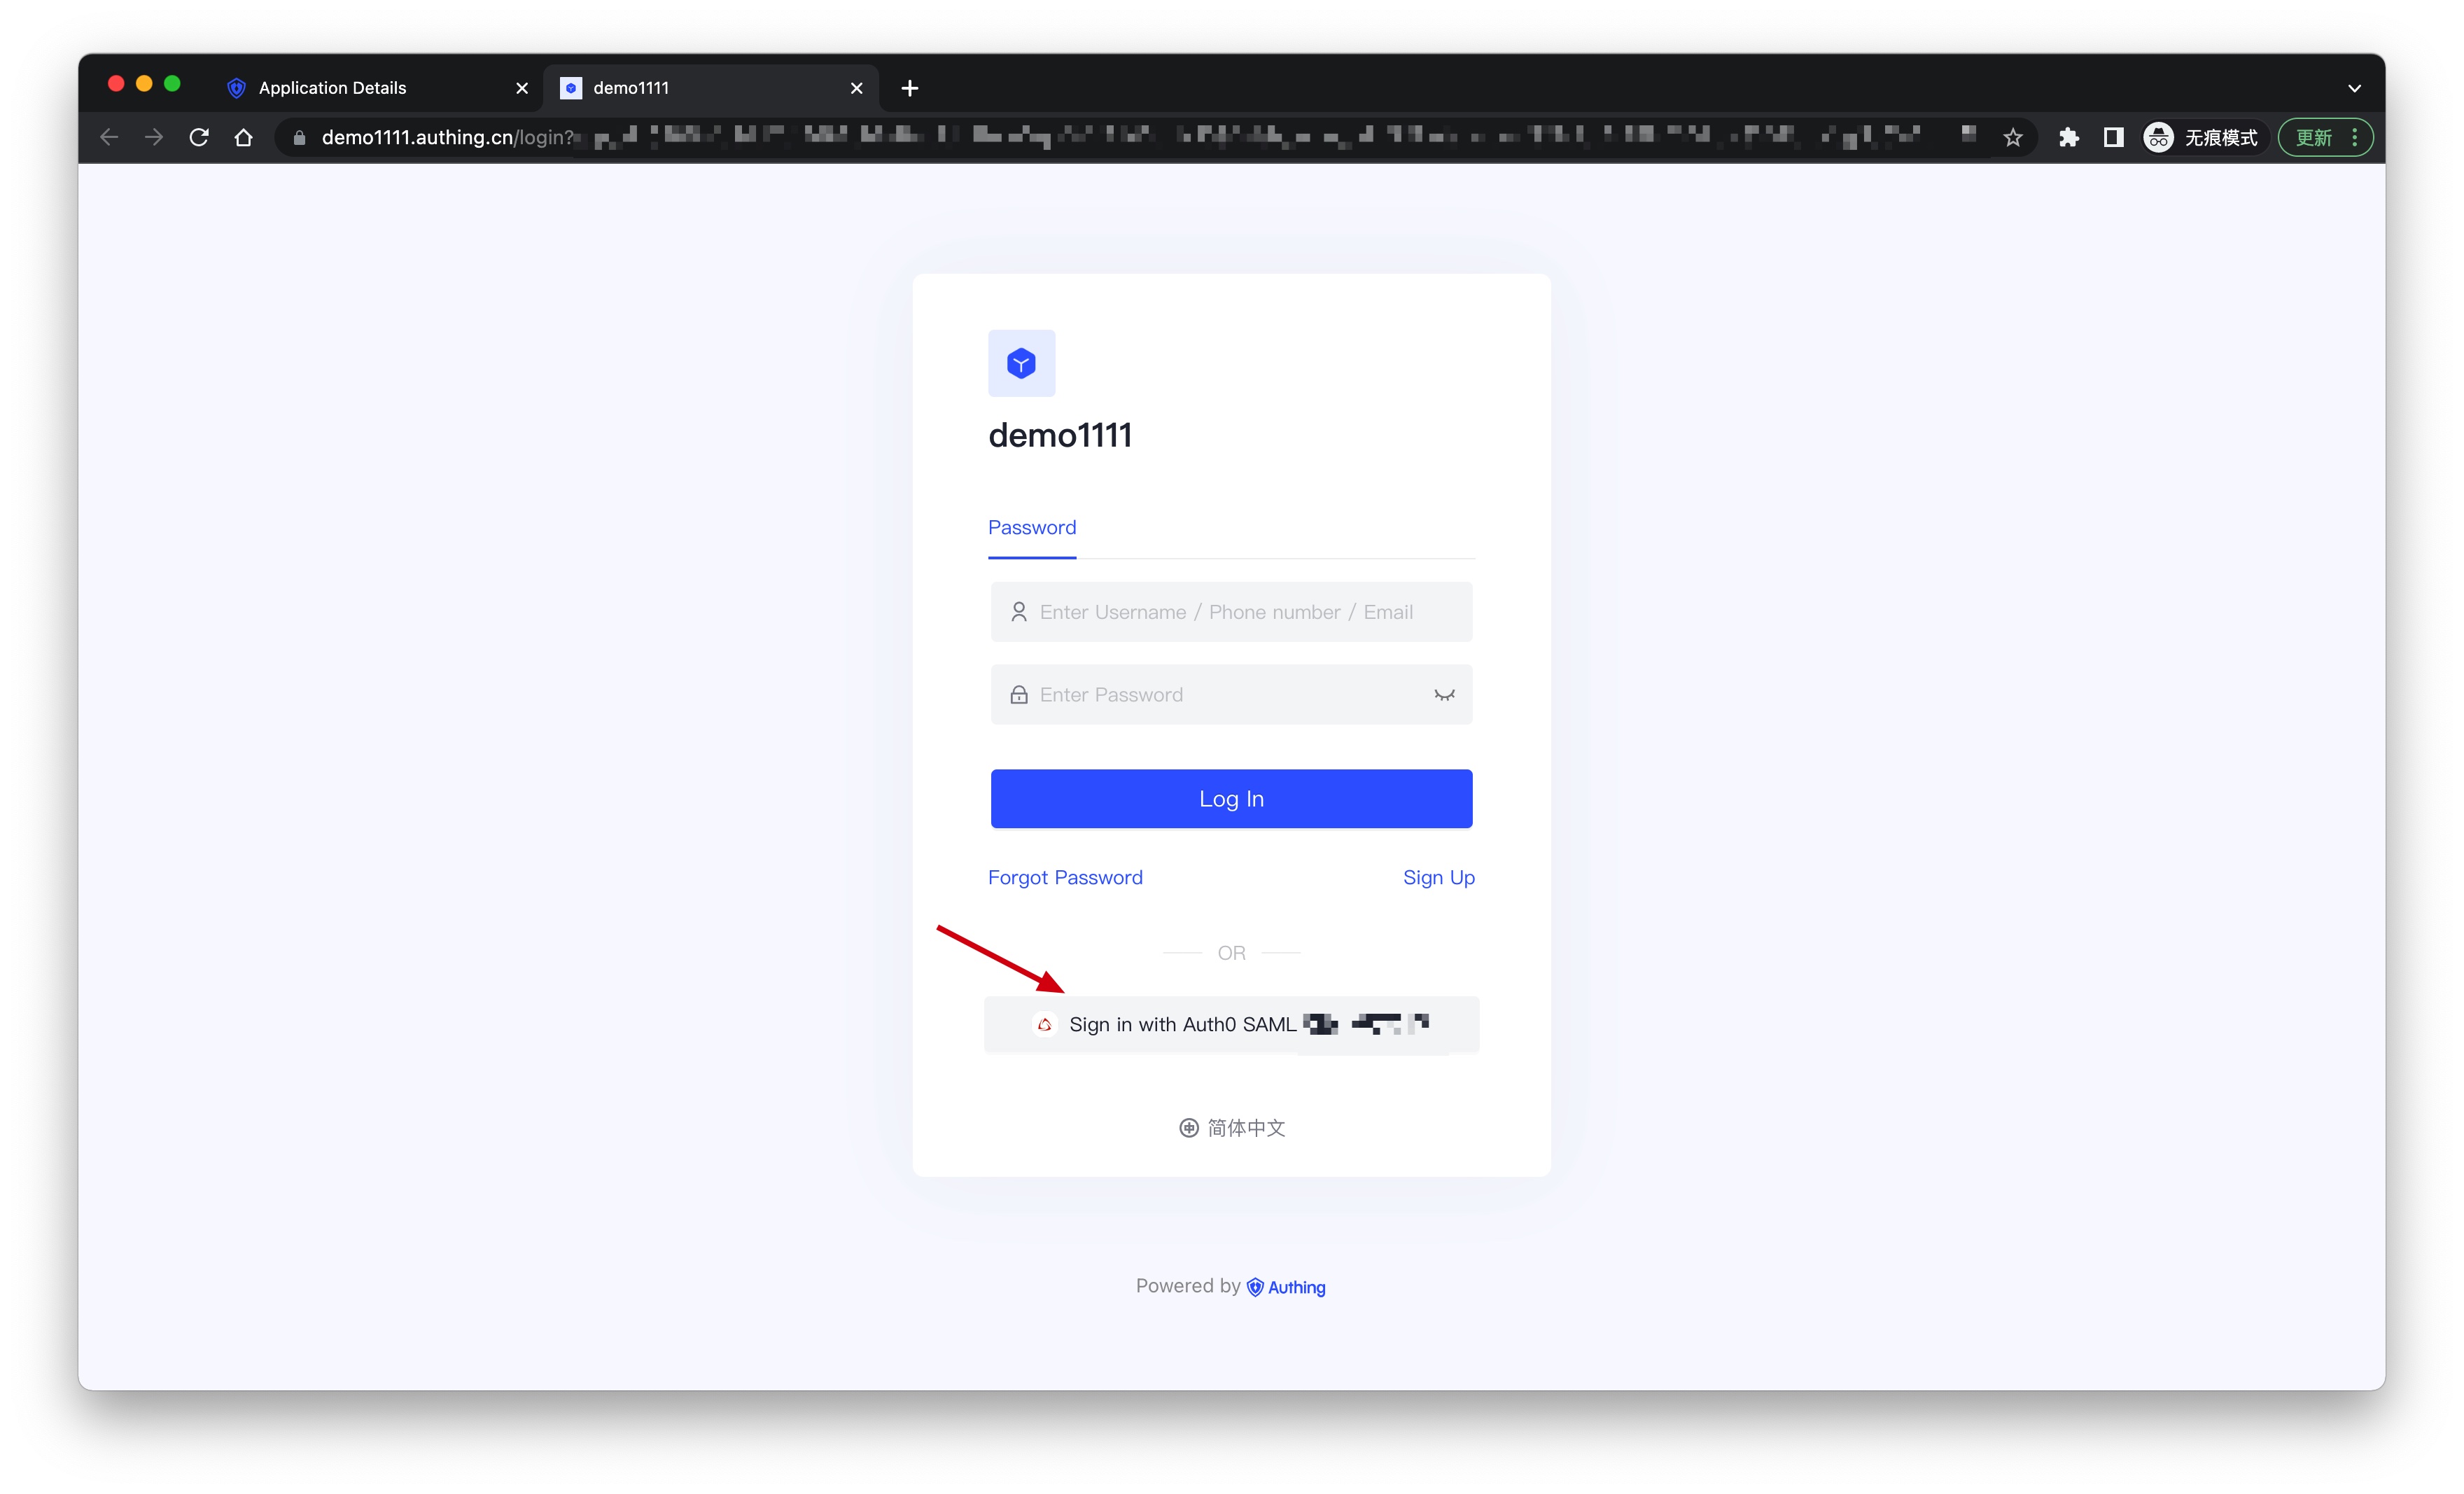 Application Details
demo1111
demo1111.authing.cn/login?
无痕模式
更新
demo1111
Password
Enter Username / Phone number / Email
Enter Password
Log In
Forgot Password
Sign Up
OR
Sign in with Auth0 SAML
简体中文
Powered by Authing